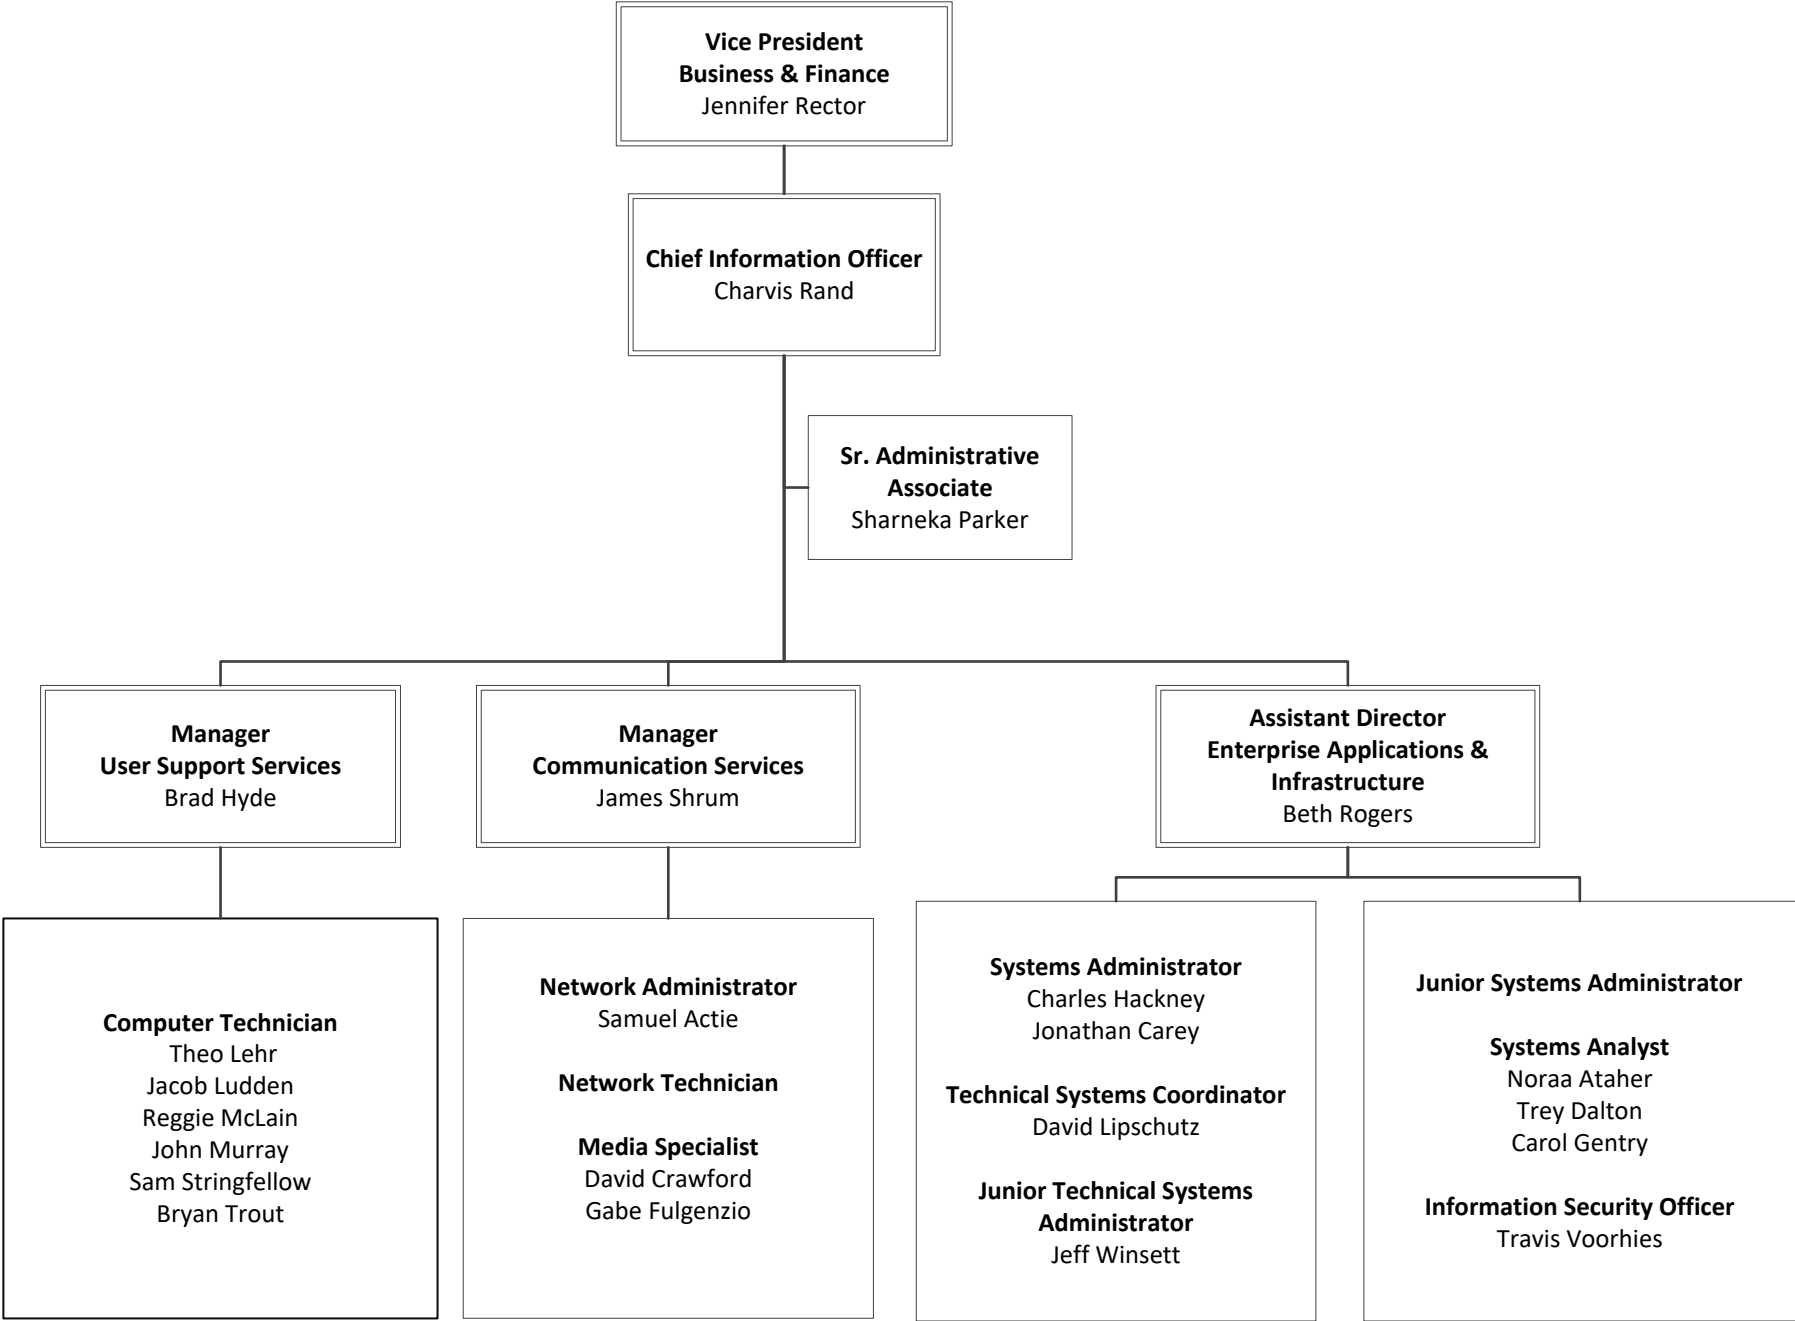 Vice President
Business & Finance
Jennifer Rector
Chief Information Officer
Charvis Rand
Sr. Administrative
Associate
Sharneka Parker
Manager
User Support Services
Brad Hyde
Manager
Communication Services
James Shrum
Assistant Director
Enterprise Applications &
Infrastructure
Beth Rogers
Computer Technician
Theo Lehr
Jacob Ludden
Reggie McLain
John Murray
Sam Stringfellow
Bryan Trout
Network Administrator
Samuel Actie
Network Technician
Media Specialist
David Crawford
Gabe Fulgenzio
Systems Administrator
Charles Hackney
Jonathan Carey
Technical Systems Coordinator
David Lipschutz
Junior Technical Systems
Administrator
Jeff Winsett
Junior Systems Administrator
Systems Analyst
Noraa Ataher
Trey Dalton
Carol Gentry
Information Security Officer
Travis Voorhies